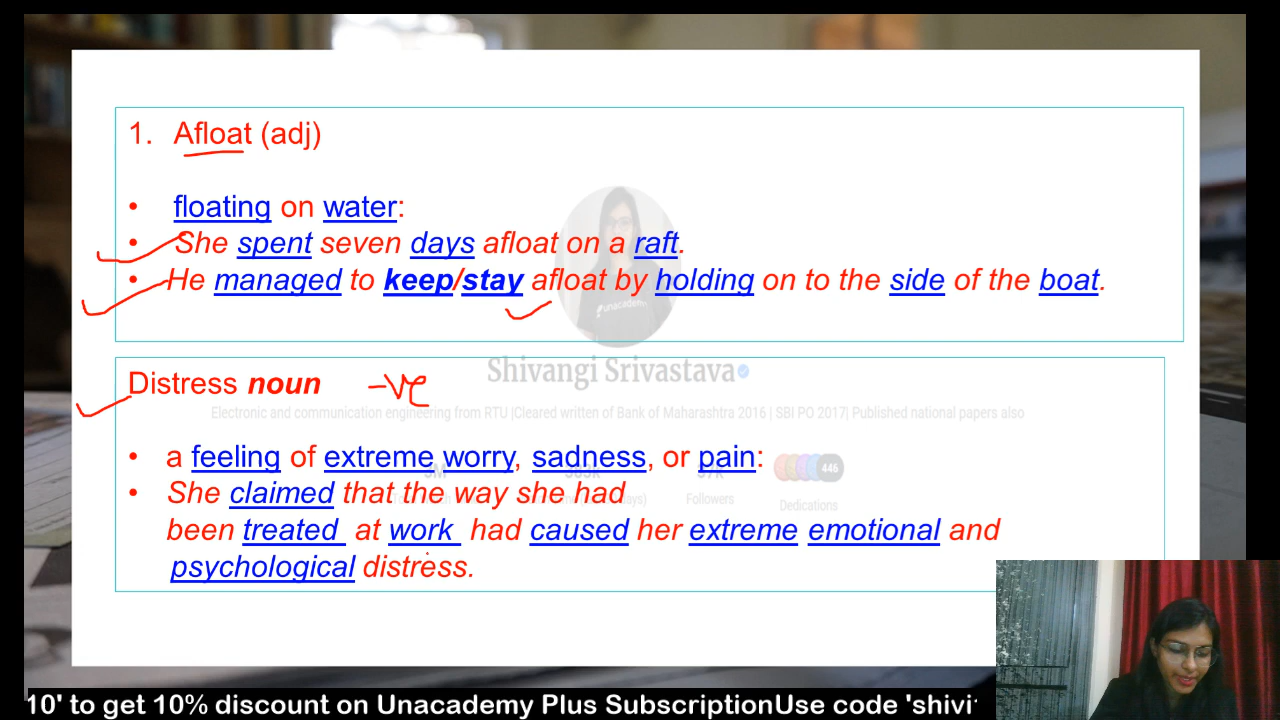 1. Afloat (adj)
• floating on water:
• She spent seven days afloat on a raft.
• He managed to keep/stay afloat by holding on to the side of the boat.
unacademy
Shivangi Srivastava
Distress noun -ve
Electronic and communication engineering from RTU |Cleared written of Bank of Maharashtra 2016 | SBI PO 2017| Published national papers also
• a feeling of extreme worry, sadness, or pain:
446
Followers
Dedications
• She claimed that the way she had
been treated at work had caused her extreme emotional and
psychological distress.
10' to get 10% discount on Unacademy Plus SubscriptionUse code 'shivi